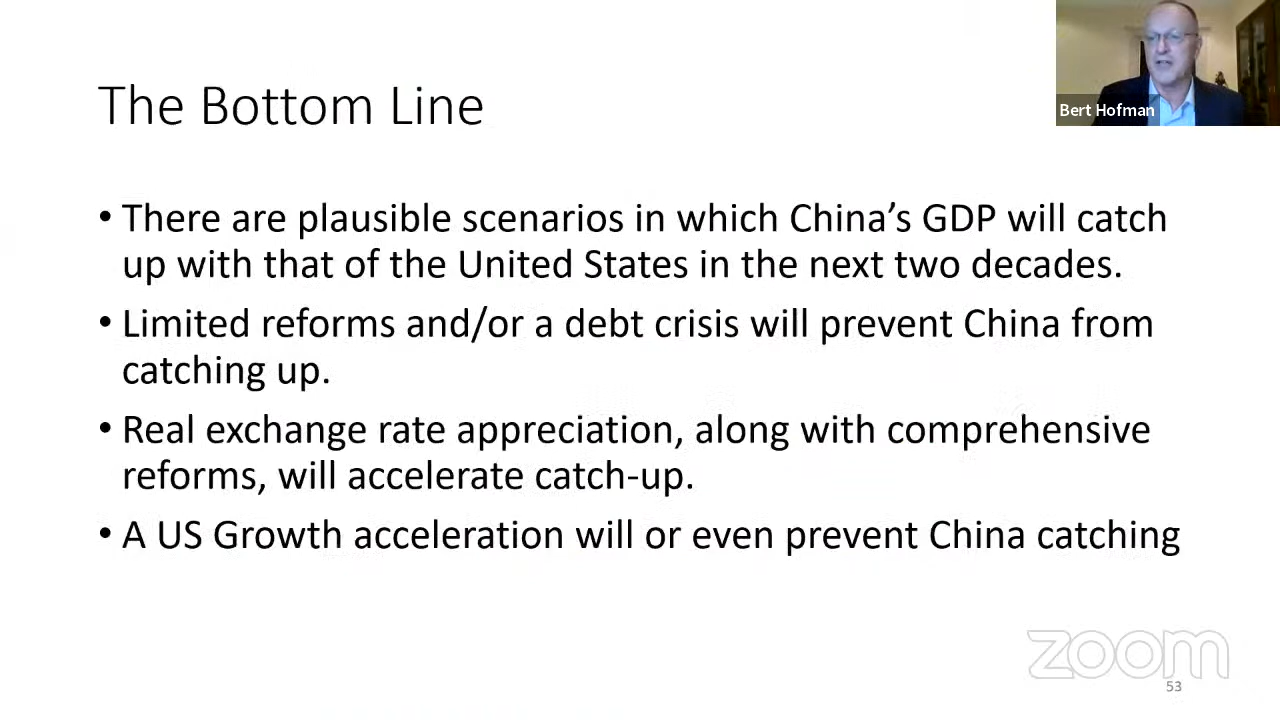 Bert Hofman
The Bottom Line
• There are plausible scenarios in which China’s GDP will catch
up with that of the United States in the next two decades.
• Limited reforms and/or a debt crisis will prevent China from
catching up.
• Real exchange rate appreciation, along with comprehensive
reforms, will accelerate catch-up.
• A US Growth acceleration will or even prevent China catching
zoom
53